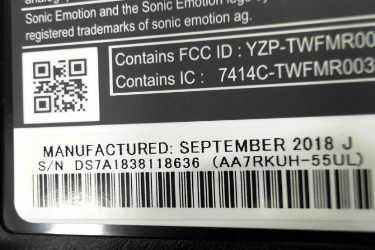 Sonic Emotion and the Sonic Emotion logo
registered trademarks of sonic emotion ag.
Contains FCC ID : YZP-TWFMR00
Contains IC : 7414C-TWFMR003
MANUFACTURED: SEPTEMBER 2018 J
S/N DS7A1838118636 (AA7RKUH-55UL)